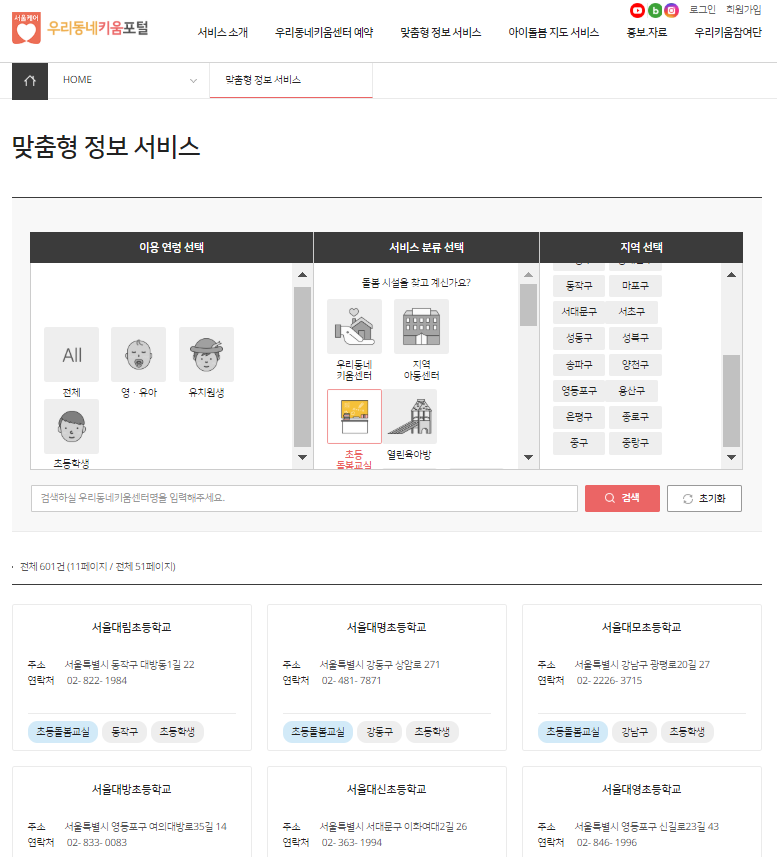 로그인 회원가입
서울케어
우리동네키움포털
서비스 소개 우리동네키움센터 예약 맞춤형 정보 서비스 아이돌봄 지도 서비스 홍보.자료 우리키움참여단
HOME 맞춤형 정보 서비스
맞춤형 정보 서비스
이용 연령 선택 서비스 분류 선택 지역 선택
All
전체 영ㆍ유아 유치원생
초등학생
돌봄 시설을 찾고 계신가요?
우리동네
키움센터
지역
아동센터
초등
돌봄교실
열린육아방
동작구 마포구
서대문구 서초구
성동구 성북구
송파구 양천구
영등포구 용산구
은평구 종로구
중구 중랑구
검색하실 우리동네키움센터명을 입력해주세요. 검색 초기화
· 전체 601건 (11페이지 / 전체 51페이지)
서울대림초등학교
주소 서울특별시 동작구 대방동1길 22
연락처 02- 822- 1984
초등돌봄교실 동작구 초등학생
서울대명초등학교
주소 서울특별시 강동구 상암로 271
연락처 02- 481- 7871
초등돌봄교실 강동구 초등학생
서울대모초등학교
주소 서울특별시 강남구 광평로20길 27
연락처 02- 2226- 3715
초등돌봄교실 강남구 초등학생
서울대방초등학교
주소 서울특별시 영등포구 여의대방로35길 14
연락처 02- 833- 0083
서울대신초등학교
주소 서울특별시 서대문구 이화여대2길 26
연락처 02- 363- 1994
서울대영초등학교
주소 서울특별시 영등포구 신길로23길 43
연락처 02- 846- 1996